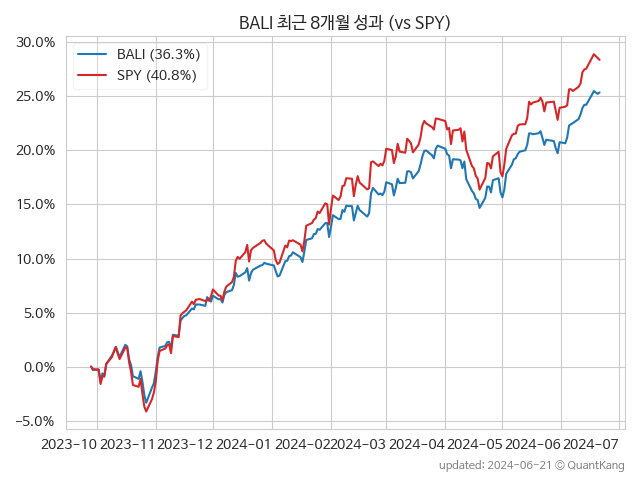 BALI 최근 8개월 성과 (vs SPY)
30.0%
25.0%
20.0%
15.0%
10.0%
5.0%
0.0%
−5.0%
BALI (36.3%)
SPY (40.8%)
2023-10 2023-11 2023-12 2024-01 2024-02 2024-03 2024-04 2024-05 2024-06 2024-07
updated: 2024-06-21 @ QuantKang